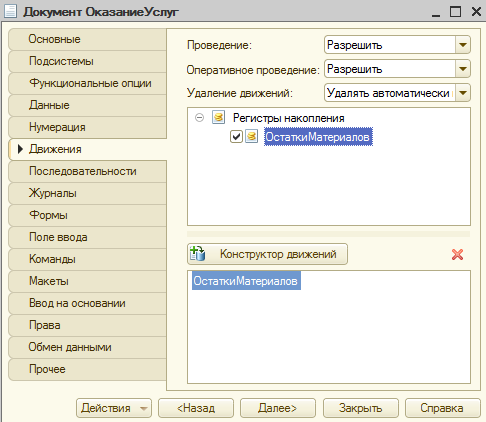 Документ ОказаниеУслуг
Основные
Подсистемы
Функциональные опции
Данные
Нумерация
Движения
Последовательности
Журналы
Формы
Поле ввода
Команды
Макеты
Ввод на основании
Права
Обмен данными
Прочее
Проведение: Разрешить
Оперативное проведение: Разрешить
Удаление движений: Удалять автоматически
Регистры накопления
ОстаткиМатериалов
Конструктор движений
ОстаткиМатериалов
Действия <Назад Далее> Закрыть Справка